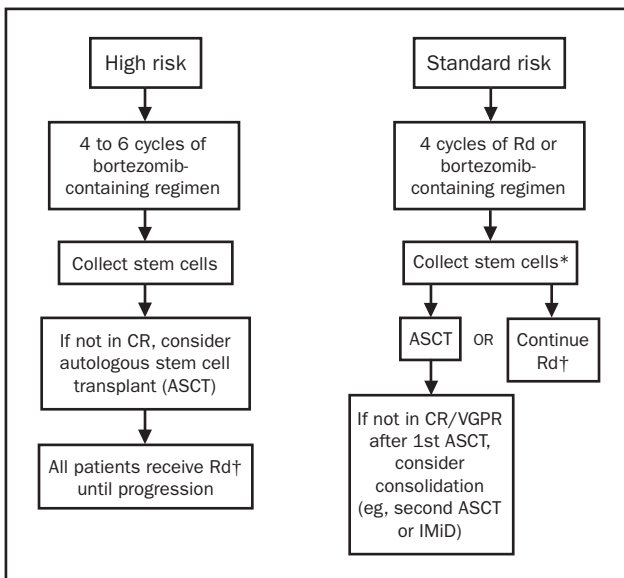 High risk
4 to 6 cycles of
bortezomib-
containing regimen
Collect stem cells
If not in CR, consider
autologous stem cell
transplant (ASCT)
All patients receive Rd†
until progression
Standard risk
4 cycles of Rd or
bortezomib-
containing regimen
Collect stem cells*
ASCT
OR
Continue
Rd†
If not in CR/VGPR
after 1st ASCT,
consider
consolidation
(eg, second ASCT
or IMiD)